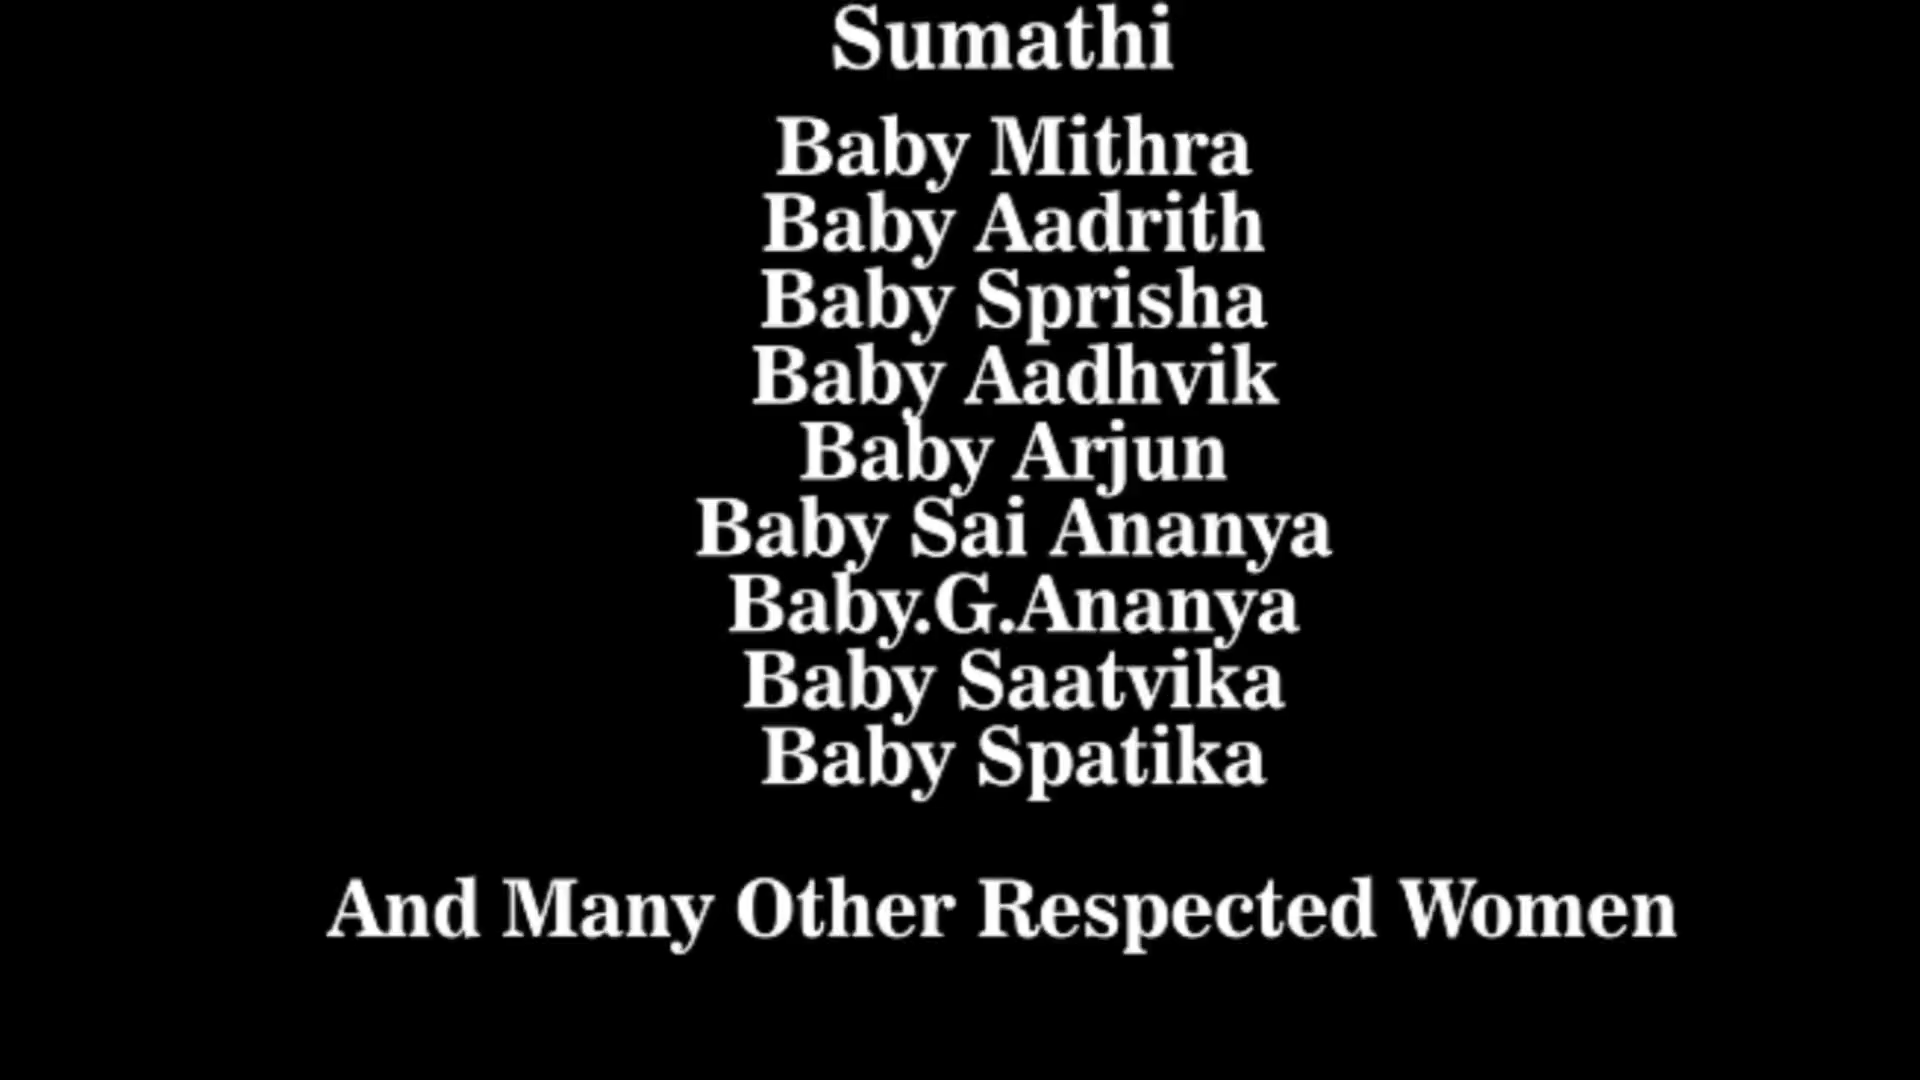 Sumathi
Baby Mithra
Baby Aadrith
Baby Sprisha
Baby Aadhvik
Baby Arjun
Baby Sai Ananya
Baby.G.Ananya
Baby Saatvika
Baby Spatika
And Many Other Respected Women